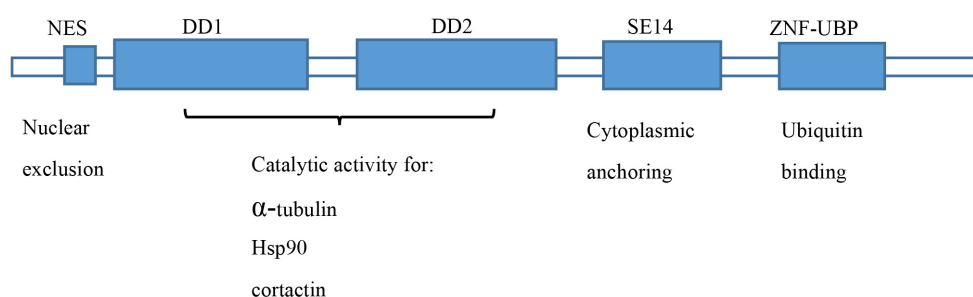 NES DD1 DD2 SE14 ZNF-UBP
Nuclear
exclusion
Catalytic activity for:
α-tubulin
Hsp90
cortactin
Cytoplasmic
anchoring
Ubiquitin
binding